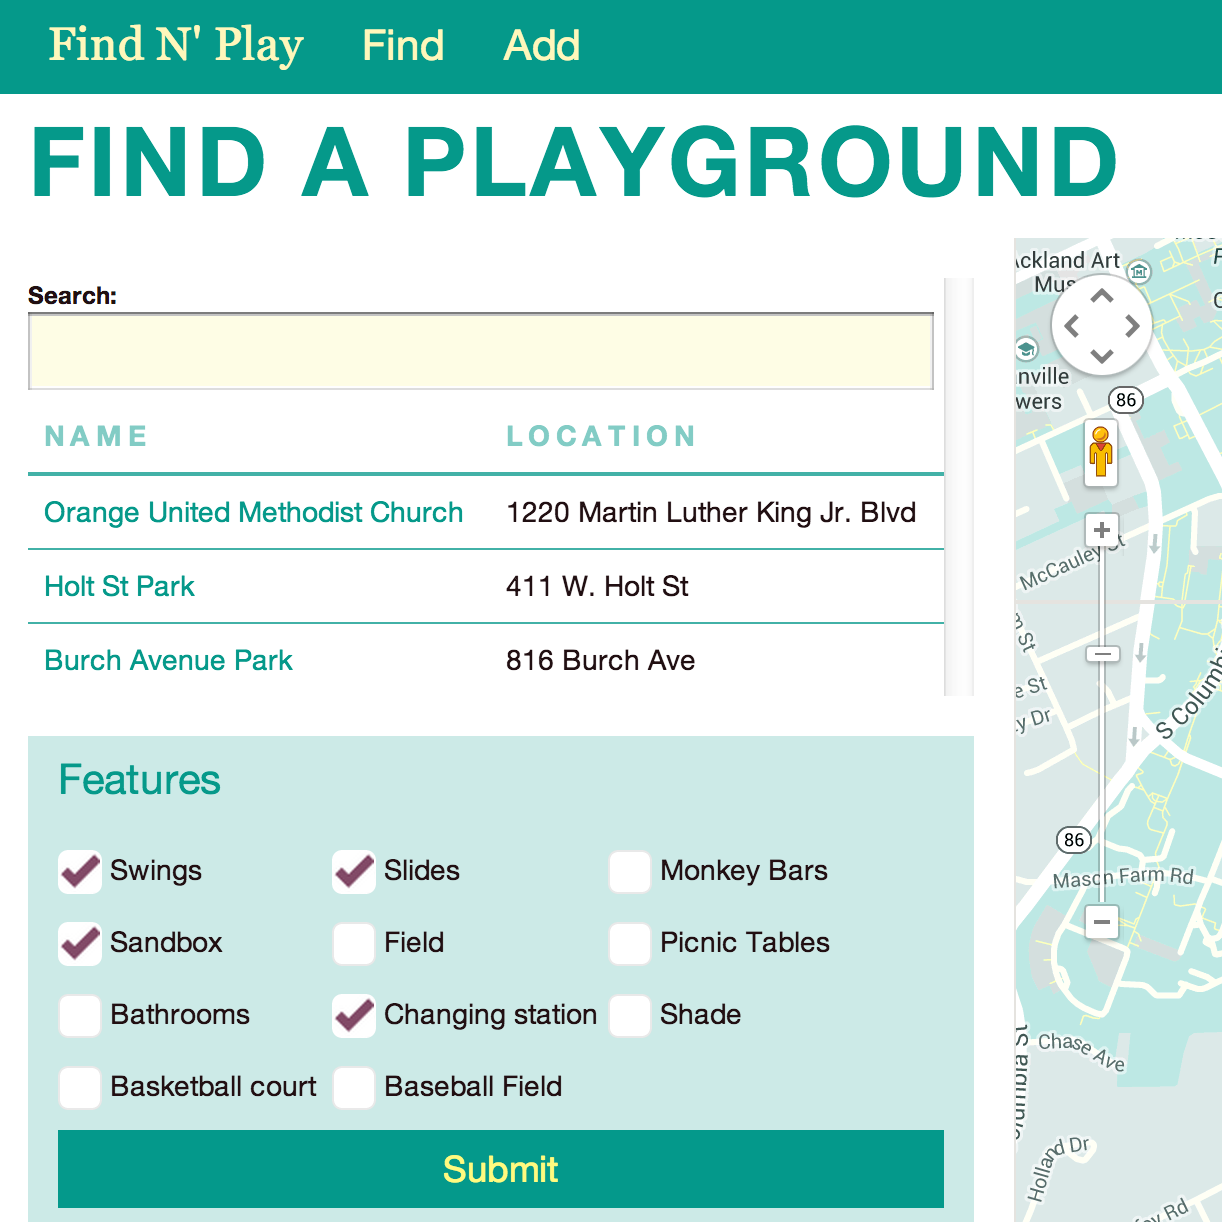 Find N' Play Find Add
FIND A PLAYGROUND
Search:
NAME LOCATION
Orange United Methodist Church 1220 Martin Luther King Jr. Blvd
Holt St Park 411 W. Holt St
Burch Avenue Park 816 Burch Ave
Features
Swings Slides Monkey Bars
Sandbox Field Picnic Tables
Bathrooms Changing station Shade
Basketball court Baseball Field
Submit
ckland Art
Mus
nville
wers
86
McCauley St
St
e St
y Dr
S Columbi
86
Mason Farm Rd
Chase Ave
olumbia St
Holland Dr
Rd